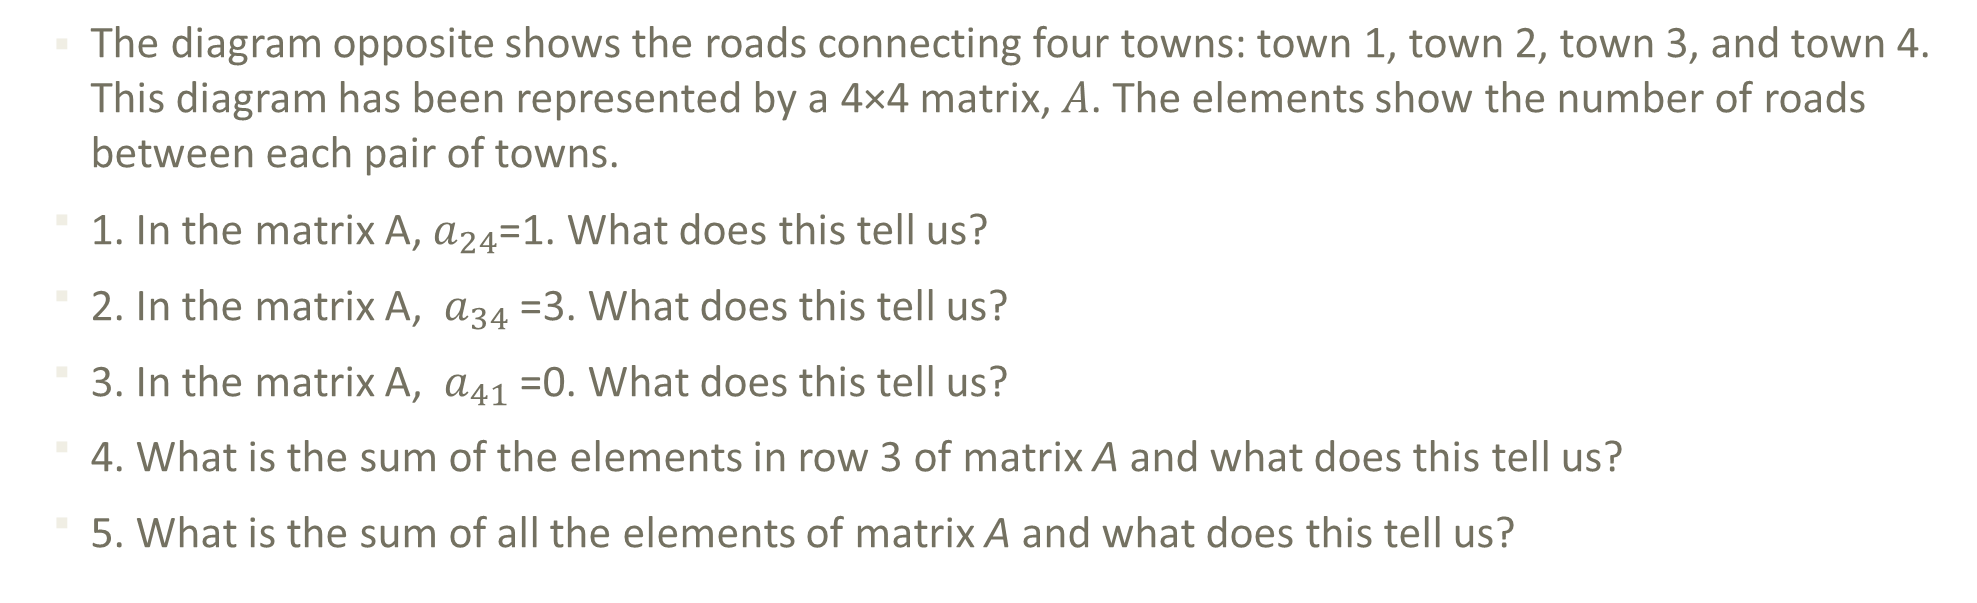 ▪ The diagram opposite shows the roads connecting four towns: town 1, town 2, town 3, and town 4.
This diagram has been represented by a 4×4 matrix, A. The elements show the number of roads
between each pair of towns.
▪ 1. In the matrix A, a₂₄=1. What does this tell us?
▪ 2. In the matrix A, a₃₄ =3. What does this tell us?
▪ 3. In the matrix A, a₄₁ =0. What does this tell us?
▪ 4. What is the sum of the elements in row 3 of matrix A and what does this tell us?
▪ 5. What is the sum of all the elements of matrix A and what does this tell us?